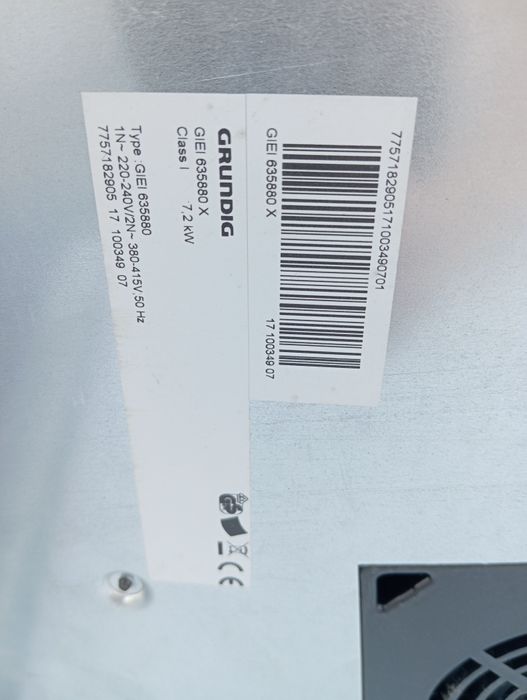 7757182905171003490701
GIEI 635880 X
17 100349 07
GRUNDIG
GIEI 635880 X
7,2 kW
Class I
Type :GIEI 635880
1N~ 220-240V/2N~ 380-415V,50 Hz
7757182905 17 100349 07
CE